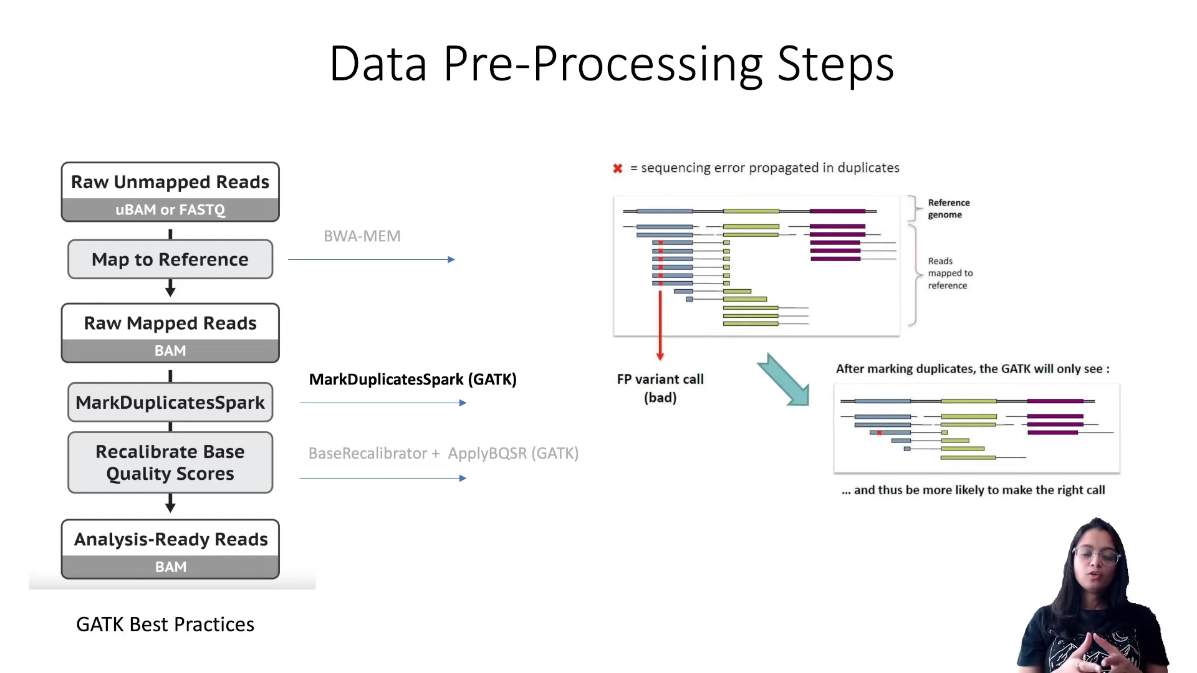 Data Pre-Processing Steps
Raw Unmapped Reads
uBAM or FASTQ
Map to Reference
BWA-MEM
Raw Mapped Reads
BAM
MarkDuplicatesSpark
MarkDuplicatesSpark (GATK)
Recalibrate Base
Quality Scores
BaseRecalibrator + ApplyBQSR (GATK)
Analysis-Ready Reads
BAM
GATK Best Practices
= sequencing error propagated in duplicates
Reference
genome
Reads
mapped to
reference
FP variant call
(bad)
After marking duplicates, the GATK will only see :
... and thus be more likely to make the right call